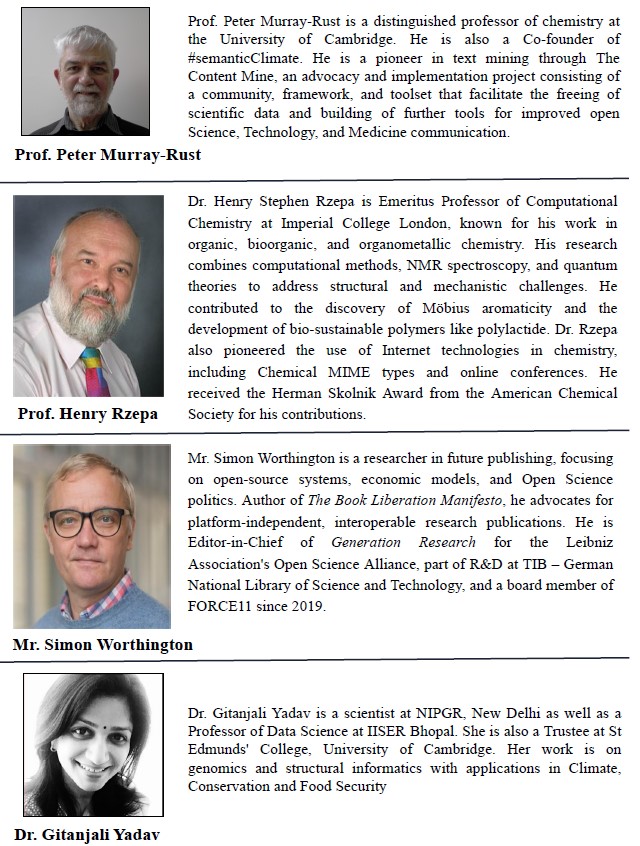 Prof. Peter Murray-Rust is a distinguished professor of chemistry at
the University of Cambridge. He is also a Co-founder of
#semanticClimate. He is a pioneer in text mining through The
Content Mine, an advocacy and implementation project consisting of
a community, framework, and toolset that facilitate the freeing of
scientific data and building of further tools for improved open
Science, Technology, and Medicine communication.
Prof. Peter Murray-Rust
Dr. Henry Stephen Rzepa is Emeritus Professor of Computational
Chemistry at Imperial College London, known for his work in
organic, bioorganic, and organometallic chemistry. His research
combines computational methods, NMR spectroscopy, and quantum
theories to address structural and mechanistic challenges. He
contributed to the discovery of Möbius aromaticity and the
development of bio-sustainable polymers like polylactide. Dr. Rzepa
also pioneered the use of Internet technologies in chemistry,
including Chemical MIME types and online conferences. He
received the Herman Skolnik Award from the American Chemical
Society for his contributions.
Prof. Henry Rzepa
Mr. Simon Worthington is a researcher in future publishing, focusing
on open-source systems, economic models, and Open Science
politics. Author of The Book Liberation Manifesto, he advocates for
platform-independent, interoperable research publications. He is
Editor-in-Chief of Generation Research for the Leibniz
Association's Open Science Alliance, part of R&D at TIB – German
National Library of Science and Technology, and a board member of
FORCE11 since 2019.
Mr. Simon Worthington
Dr. Gitanjali Yadav is a scientist at NIPGR, New Delhi as well as a
Professor of Data Science at IISER Bhopal. She is also a Trustee at St
Edmunds' College, University of Cambridge. Her work is on
genomics and structural informatics with applications in Climate,
Conservation and Food Security
Dr. Gitanjali Yadav